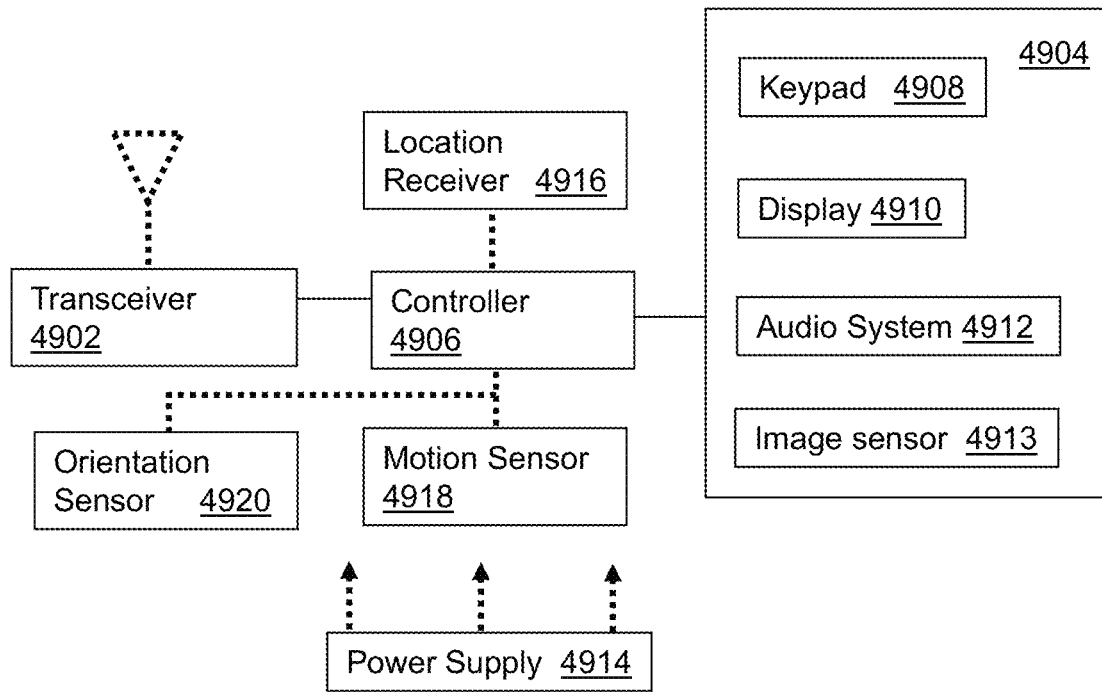 4904
Keypad 4908
Location
Receiver 4916
Display 4910
Transceiver
4902
Controller
4906
Audio System 4912
Image sensor 4913
Orientation
Sensor 4920
Motion Sensor
4918
Power Supply 4914